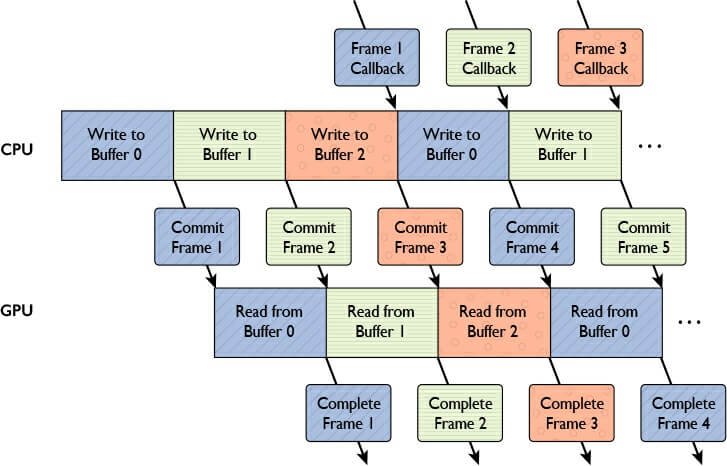 Frame 1
Callback
Frame 2
Callback
Frame 3
Callback
CPU
Write to
Buffer 0
Write to
Buffer 1
Write to
Buffer 2
Write to
Buffer 0
Write to
Buffer 1
...
Commit
Frame 1
Commit
Frame 2
Commit
Frame 3
Commit
Frame 4
Commit
Frame 5
GPU
Read from
Buffer 0
Read from
Buffer 1
Read from
Buffer 2
Read from
Buffer 0
...
Complete
Frame 1
Complete
Frame 2
Complete
Frame 3
Complete
Frame 4